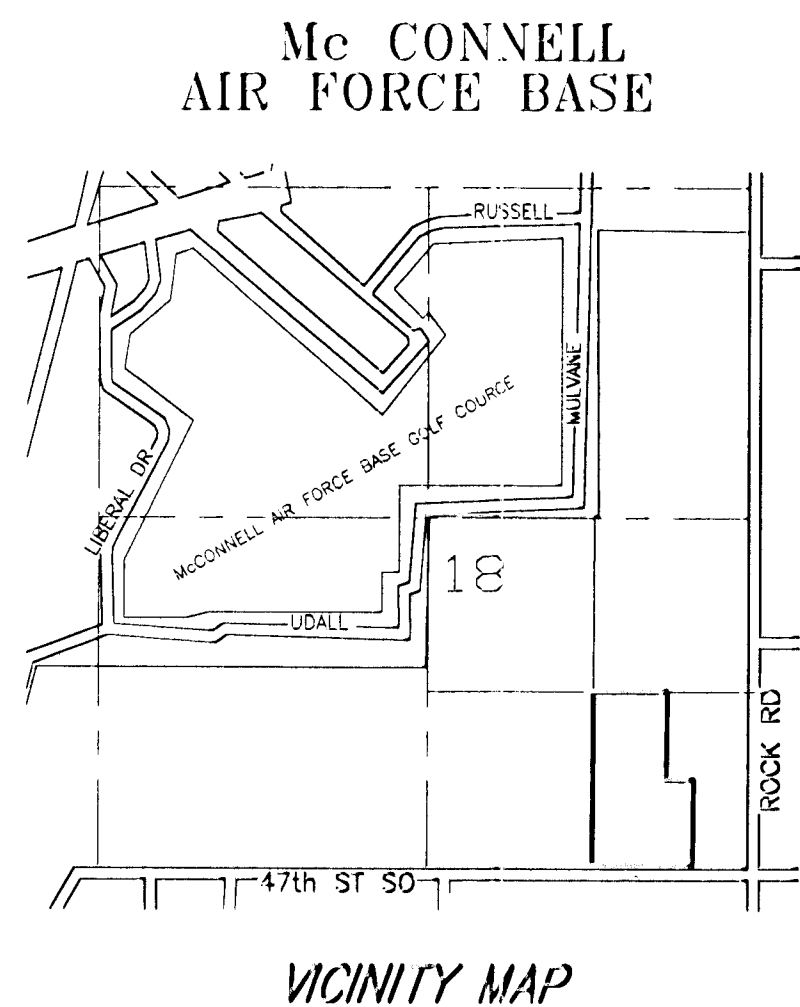 Mc CONNELL
AIR FORCE BASE
RUSSELL
MULVANE
McCONNELL AIR FORCE BASE GOLF COURCE
LIBERAL DR
18
UDALL
ROCK RD
47th ST SO
VICINITY MAP